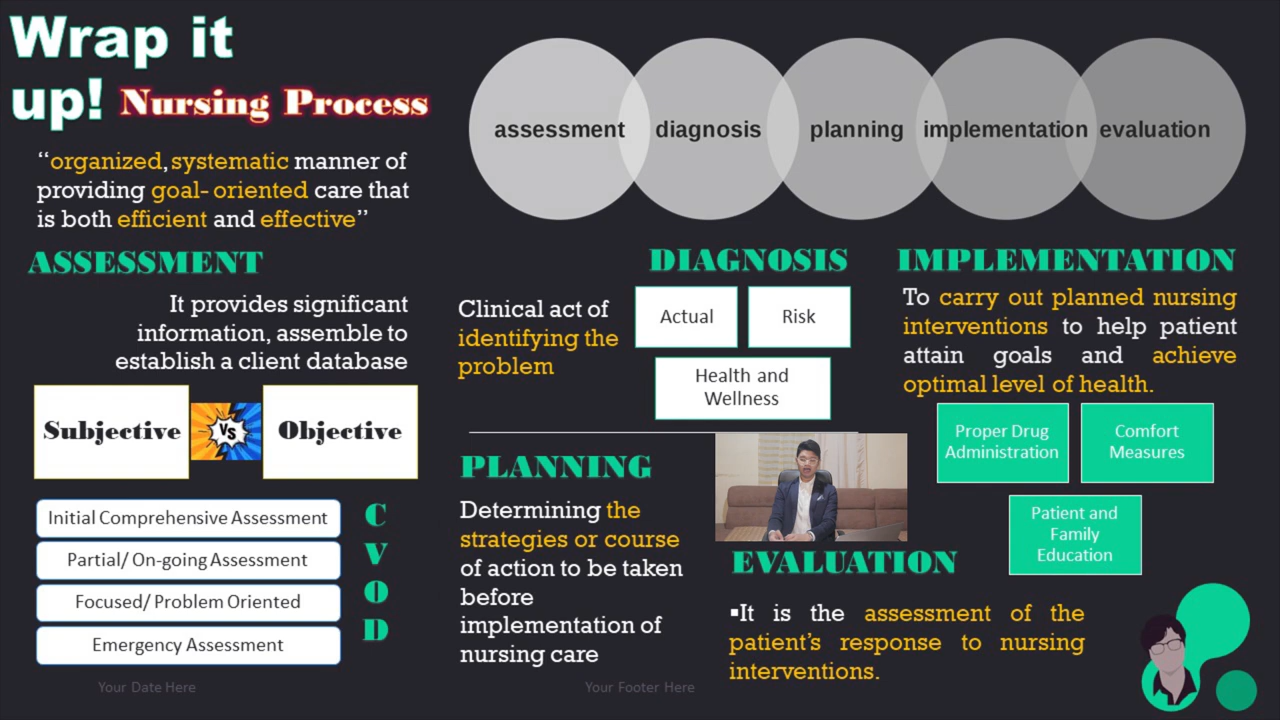 Wrap it
up! Nursing Process
“organized, systematic manner of
providing goal- oriented care that
is both efficient and effective”
assessment
diagnosis
planning
implementation
evaluation
ASSESSMENT
It provides significant
information, assemble to
establish a client database
Subjective
VS
Objective
Initial Comprehensive Assessment
Partial/ On-going Assessment
Focused/ Problem Oriented
Emergency Assessment
C
V
O
D
DIAGNOSIS
Clinical act of
identifying the
problem
Actual
Risk
Health and
Wellness
PLANNING
Determining the
strategies or course
of action to be taken
before
implementation of
nursing care
IMPLEMENTATION
To carry out planned nursing
interventions to help patient
attain goals and achieve
optimal level of health.
Proper Drug
Administration
Comfort
Measures
Patient and
Family
Education
EVALUATION
▪It is the assessment of the
patient’s response to nursing
interventions.
Your Date Here
Your Footer Here